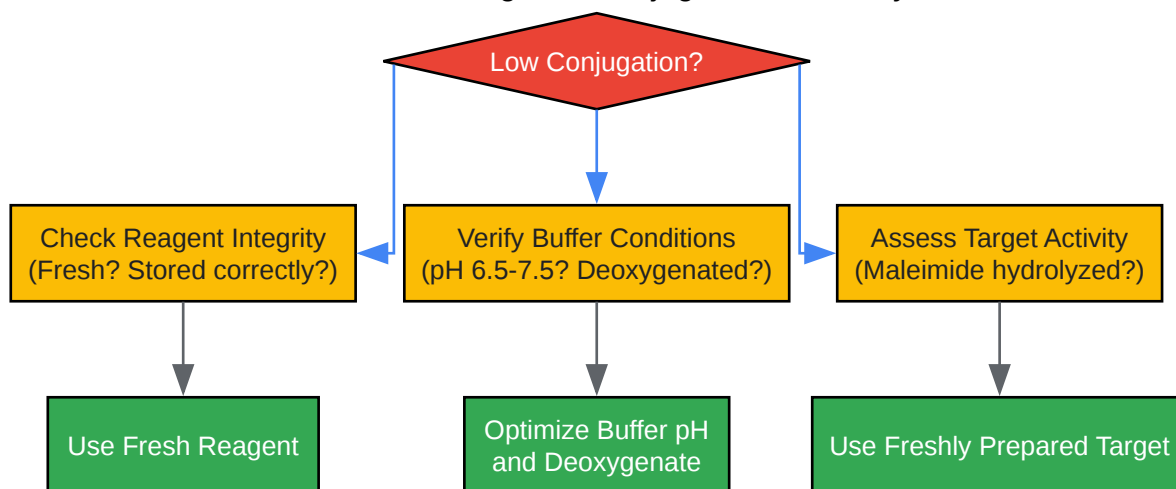 Low Conjugation?
Check Reagent Integrity
(Fresh? Stored correctly?)
Verify Buffer Conditions
(pH 6.5-7.5? Deoxygenated?)
Assess Target Activity
(Maleimide hydrolyzed?)
Use Fresh Reagent
Optimize Buffer pH
and Deoxygenate
Use Freshly Prepared Target